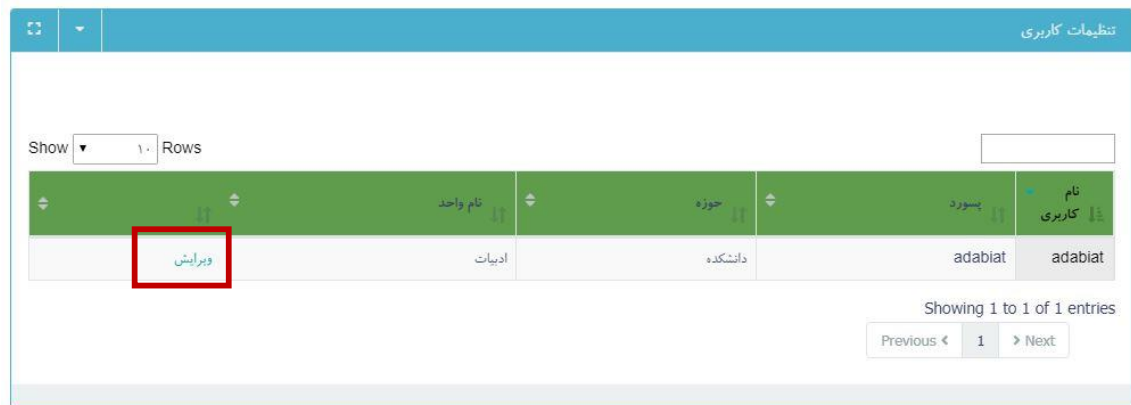 تنظیمات کاربری
Show ۱۰ Rows
نام کاربری پسورد حوزه نام واحد
adabiat adabiat دانشکده ادبیات ویرایش
Showing 1 to 1 of 1 entries
Previous 1 Next